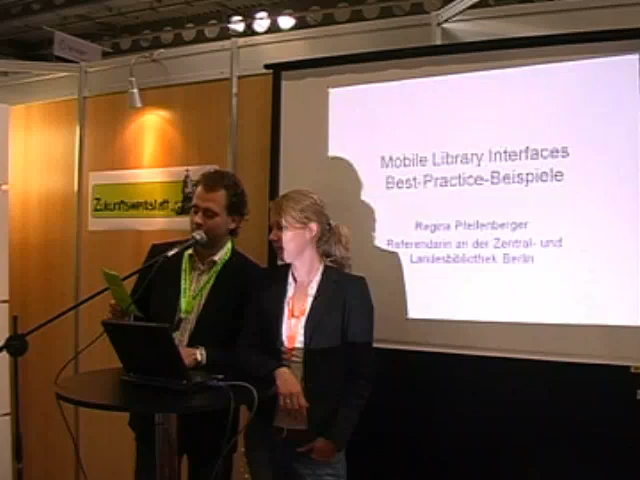 Mobile Library Interfaces
Best-Practice-Beispiele
Regina Pfeifenberger
Referendarin an der Zentral- und
Landesbibliothek Berlin
Zukunftswerkstatt